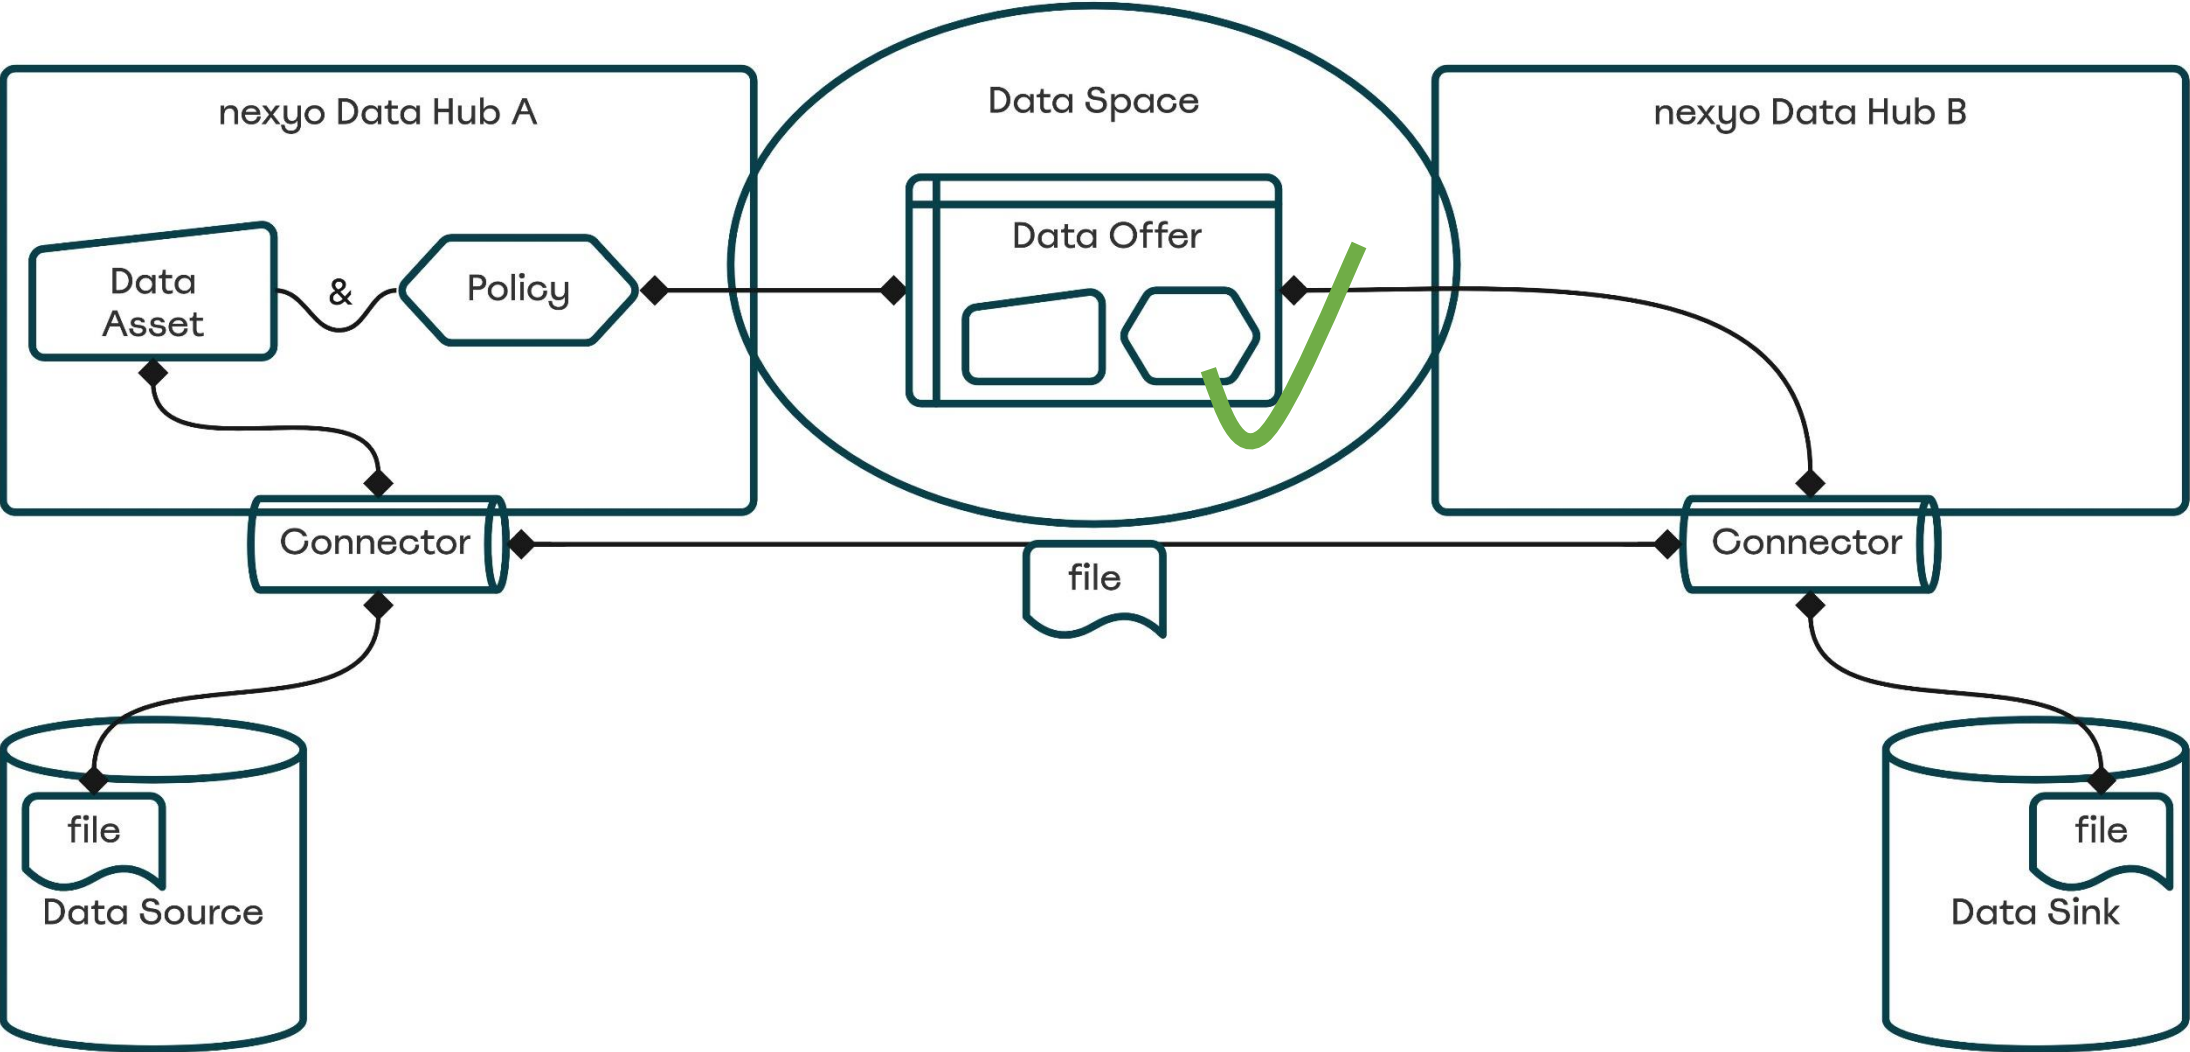 nexyo Data Hub A
Data Space
nexyo Data Hub B
Data
Asset
&
Policy
Data Offer
Connector
file
Connector
file
Data Source
file
Data Sink